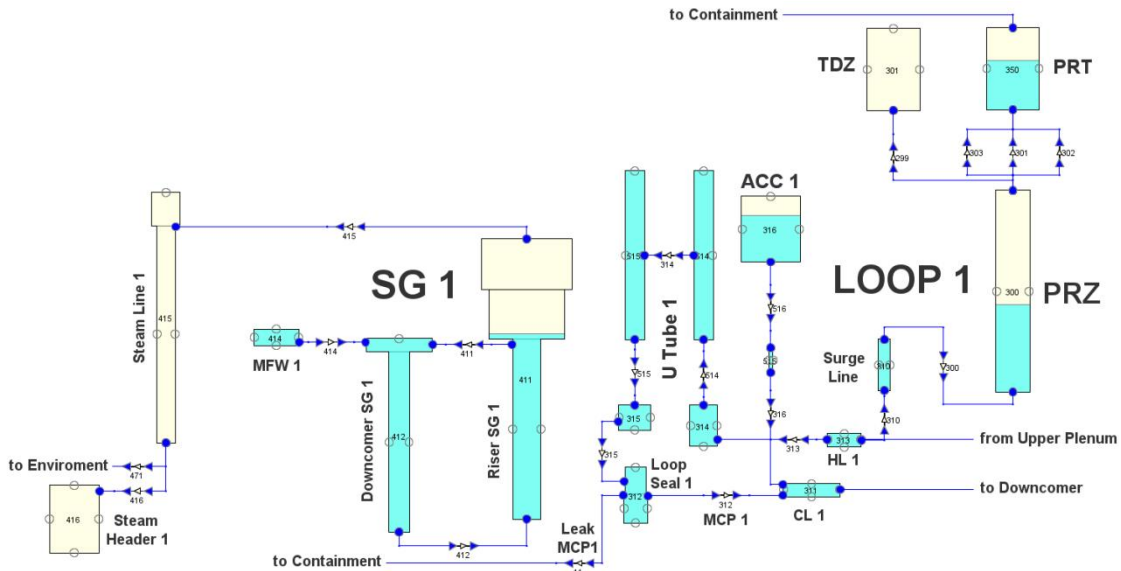 to Containment
TDZ
301
350
PRT
299
303
301
302
ACC 1
316
515
314
514
U Tube 1
415
SG 1
LOOP 1
300
PRZ
Steam Line 1
415
414
MFW 1
414
411
411
516
Surge
Line
310
300
515
514
Downcomer SG 1
412
Riser SG 1
316
310
315
314
313
313
HL 1
from Upper Plenum
to Enviroment
471
416
416
Steam
Header 1
315
Loop
Seal 1
312
312
MCP 1
311
CL 1
to Downcomer
412
Leak
MCP1
to Containment